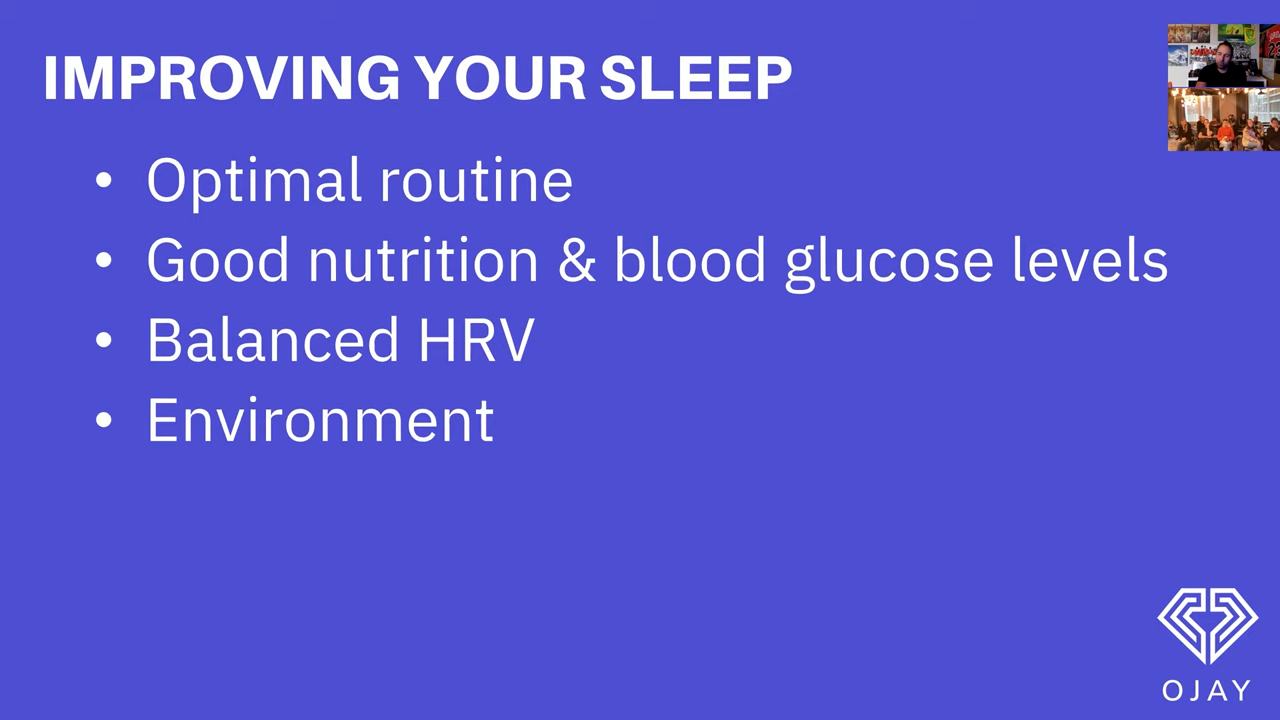 IMPROVING YOUR SLEEP
• Optimal routine
• Good nutrition & blood glucose levels
• Balanced HRV
• Environment
OJAY